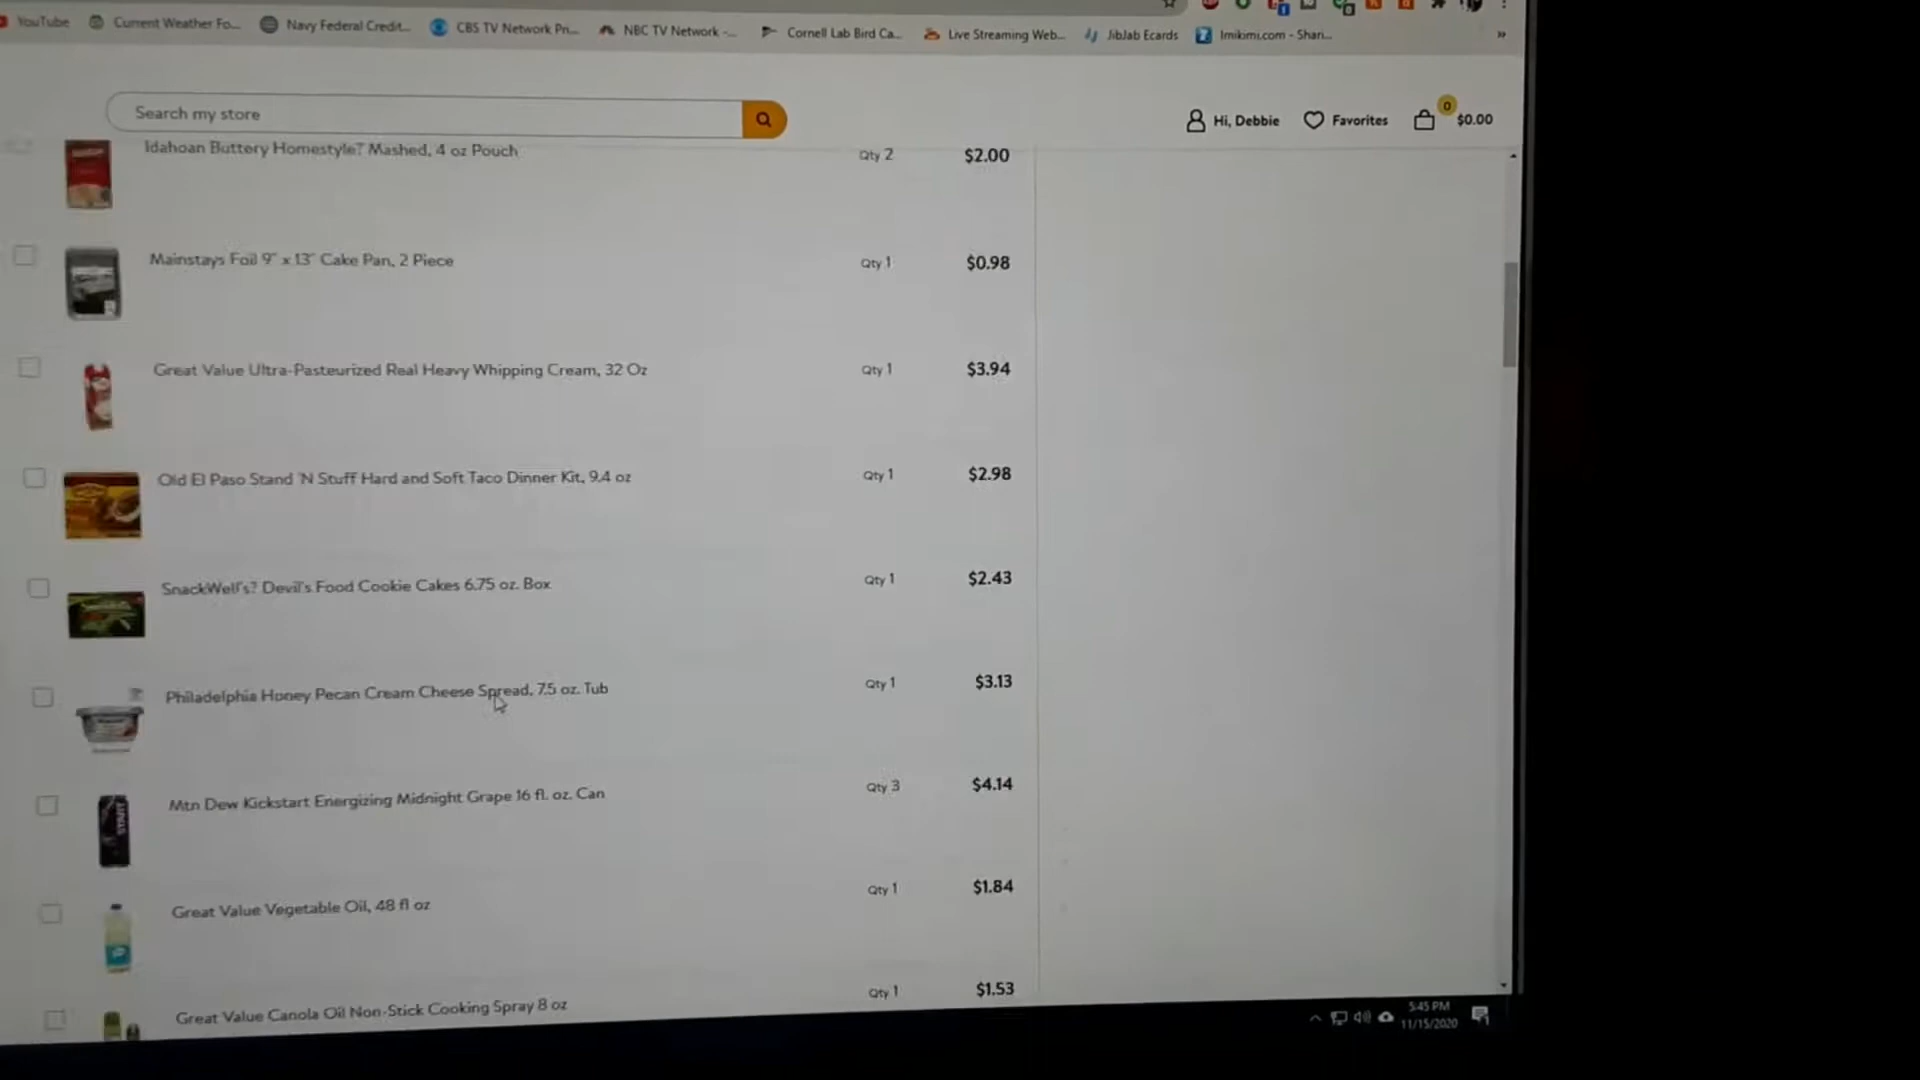 YouTube Current Weather Fo... Navy Federal Credit... CBS TV Network Pri... NBC TV Network -... Cornell Lab Bird Ca... Live Streaming Web... JibJab Ecards Imikimi.com - Shari... »
Search my store
Hi, Debbie Favorites 0 $0.00
Idahoan Buttery Homestyle? Mashed, 4 oz Pouch Qty 2 $2.00
Mainstays Foil 9" x 13" Cake Pan, 2 Piece Qty 1 $0.98
Great Value Ultra-Pasteurized Real Heavy Whipping Cream, 32 Oz Qty 1 $3.94
Old El Paso Stand 'N Stuff Hard and Soft Taco Dinner Kit, 9.4 oz Qty 1 $2.98
SnackWell's? Devil's Food Cookie Cakes 6.75 oz. Box Qty 1 $2.43
Philadelphia Honey Pecan Cream Cheese Spread, 7.5 oz. Tub Qty 1 $3.13
Mtn Dew Kickstart Energizing Midnight Grape 16 fl. oz. Can Qty 3 $4.14
Great Value Vegetable Oil, 48 fl oz Qty 1 $1.84
Great Value Canola Oil Non-Stick Cooking Spray 8 oz Qty 1 $1.53
5:45 PM
11/15/2020